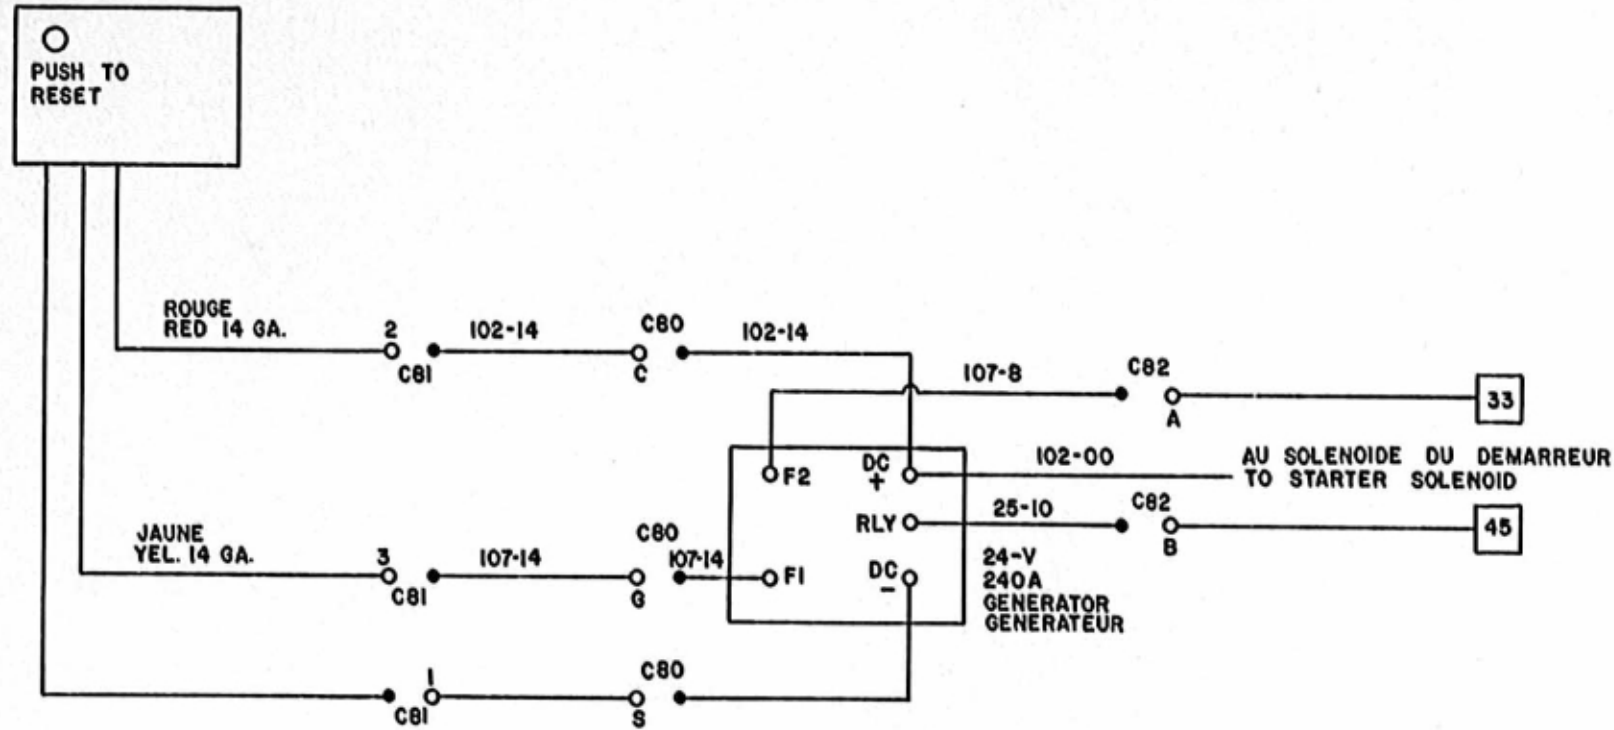 PUSH TO
RESET
ROUGE
RED 14 GA.
2
C81
102-14
C80
C
102-14
107-8
C82
A
33
F2
DC
+
102-00
AU SOLENOIDE DU DEMARREUR
TO STARTER SOLENOID
RLY
25-10
C82
B
45
JAUNE
YEL. 14 GA.
3
C81
107-14
C80
G
107-14
F1
DC
-
24-V
240A
GENERATOR
GENERATEUR
1
C81
C80
S